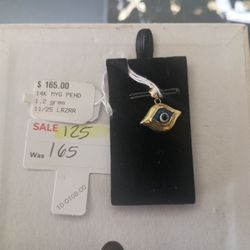 $ 165.00
14K MYG PEND
1.2 grms
11/25 LAZRR
SALE 125
Was 165